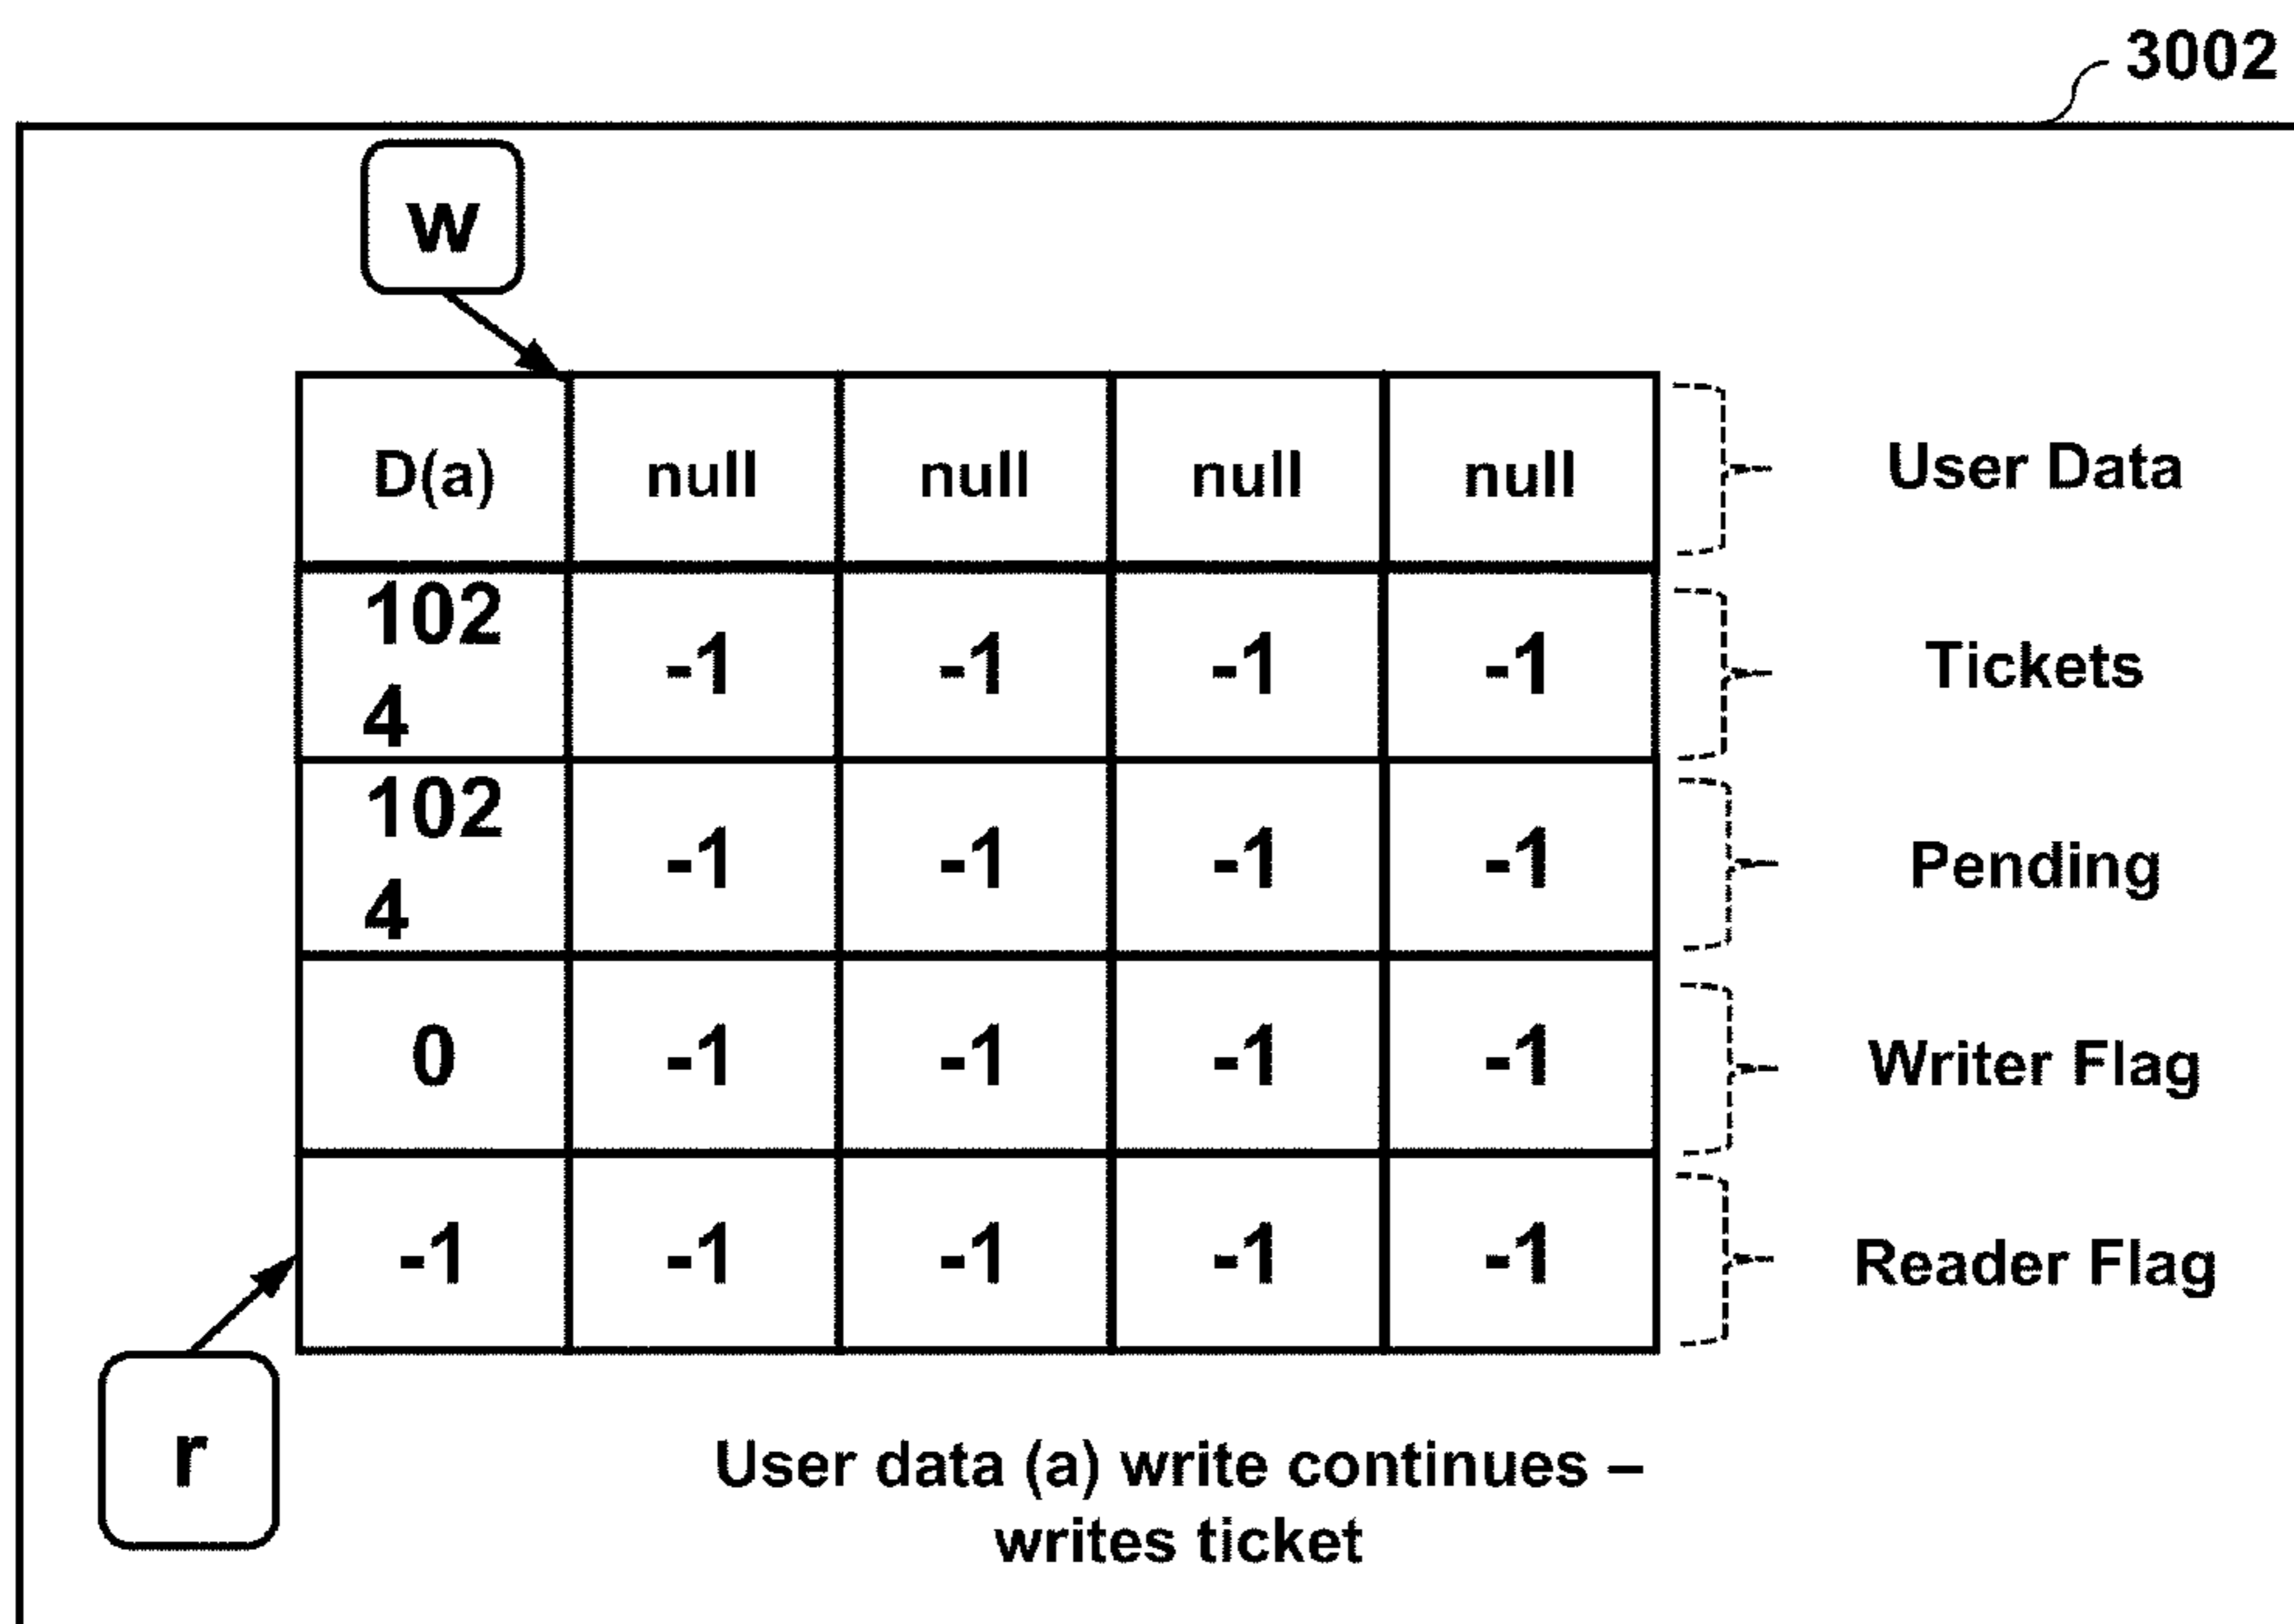 3002
w
D(a) null null null null User Data
102
4 -1 -1 -1 -1 Tickets
102
4 -1 -1 -1 -1 Pending
0 -1 -1 -1 -1 Writer Flag
-1 -1 -1 -1 -1 Reader Flag
r
User data (a) write continues –
writes ticket